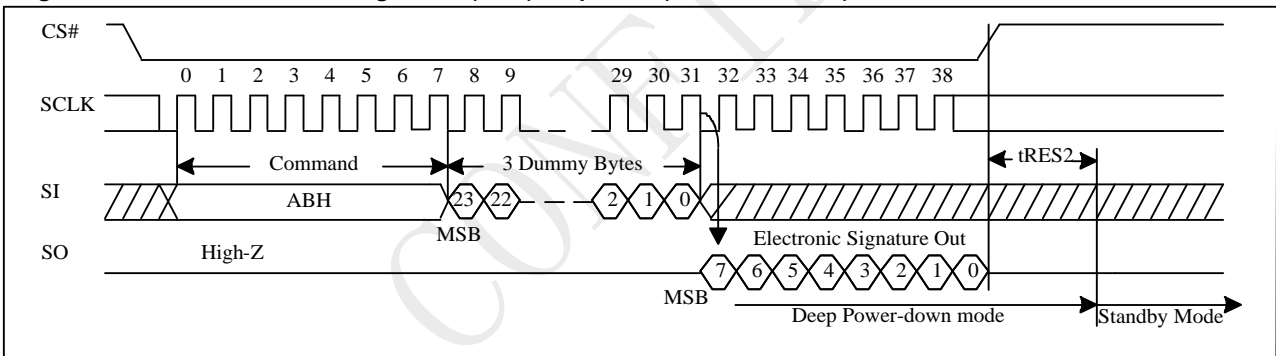 CS#
0 1 2 3 4 5 6 7 8 9 29 30 31 32 33 34 35 36 37 38
SCLK
Command 3 Dummy Bytes tRES2
SI ABH 23 22 2 1 0
MSB
SO High-Z Electronic Signature Out
7 6 5 4 3 2 1 0
MSB
Deep Power-down mode Standby Mode